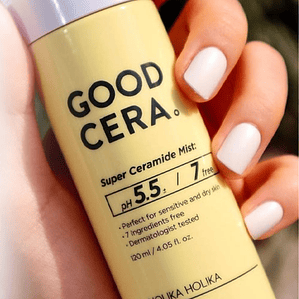 GOOD
CERA.
Super Ceramide Mist:
pH 5.5 / 7 free
• Perfect for sensitive and dry skin
• 7 ingredients free
• Dermatologist tested
120 ml / 4.05 fl. oz.
HOLIKA HOLIKA